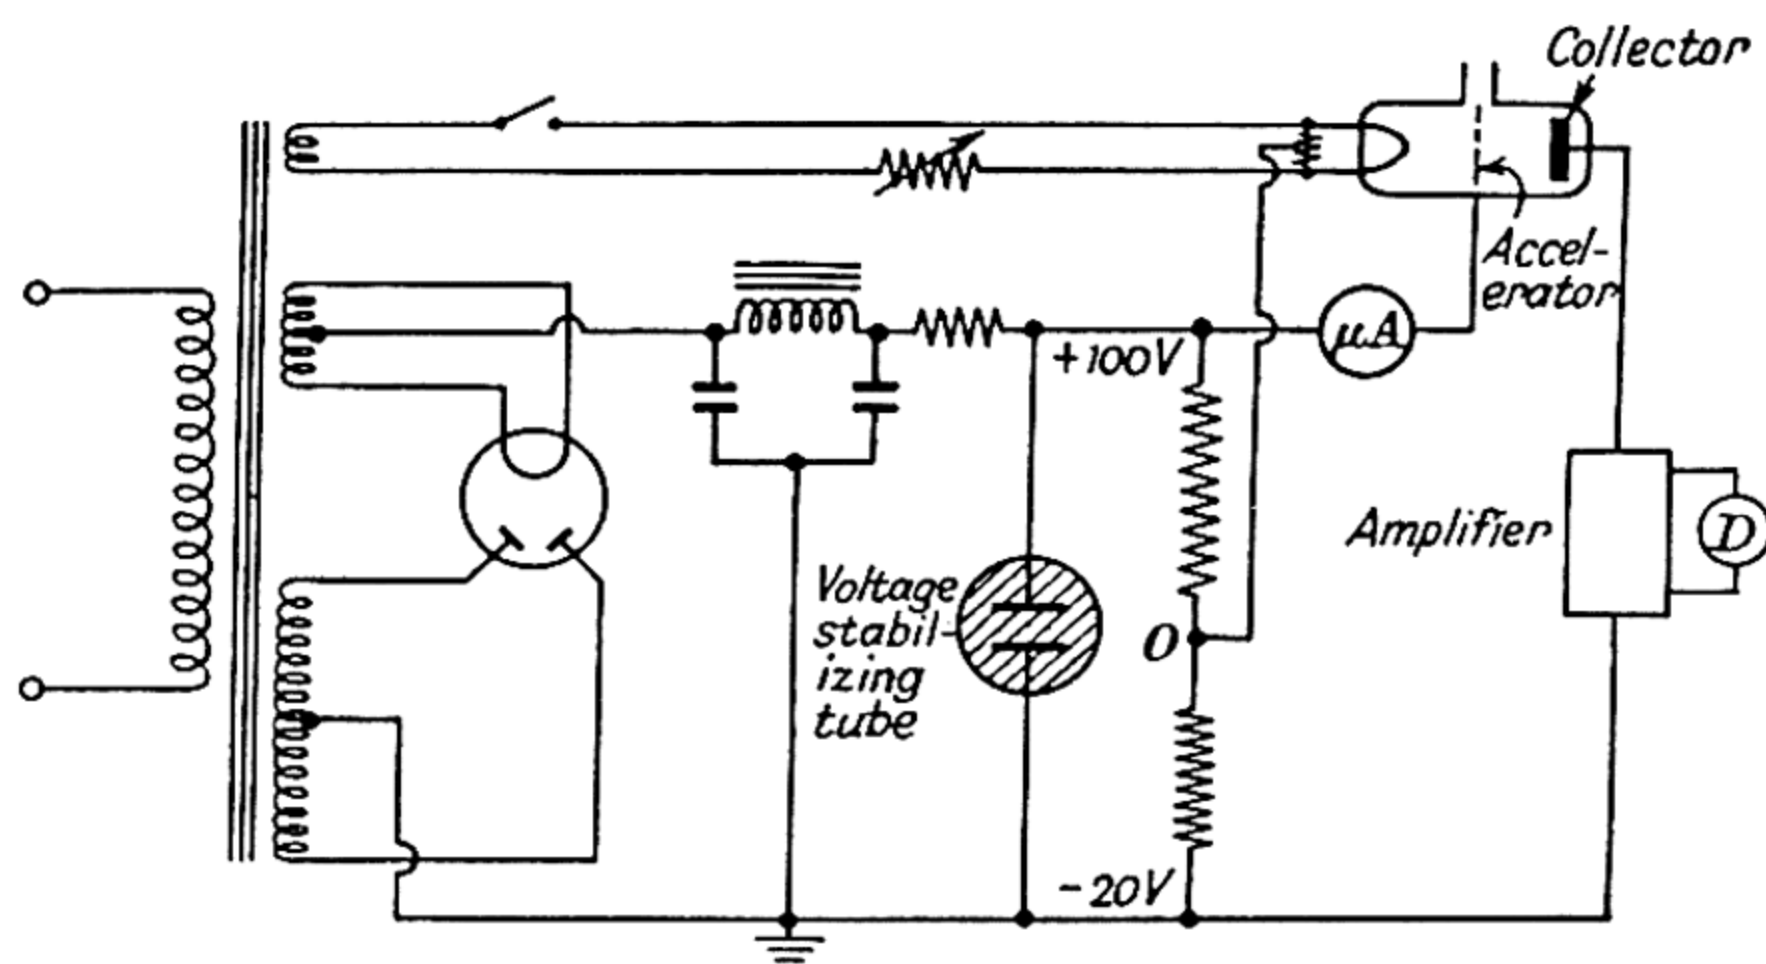 Collector
Accel-
erator
+100V
μA
Amplifier
D
Voltage
stabil-
izing
tube
O
-20V